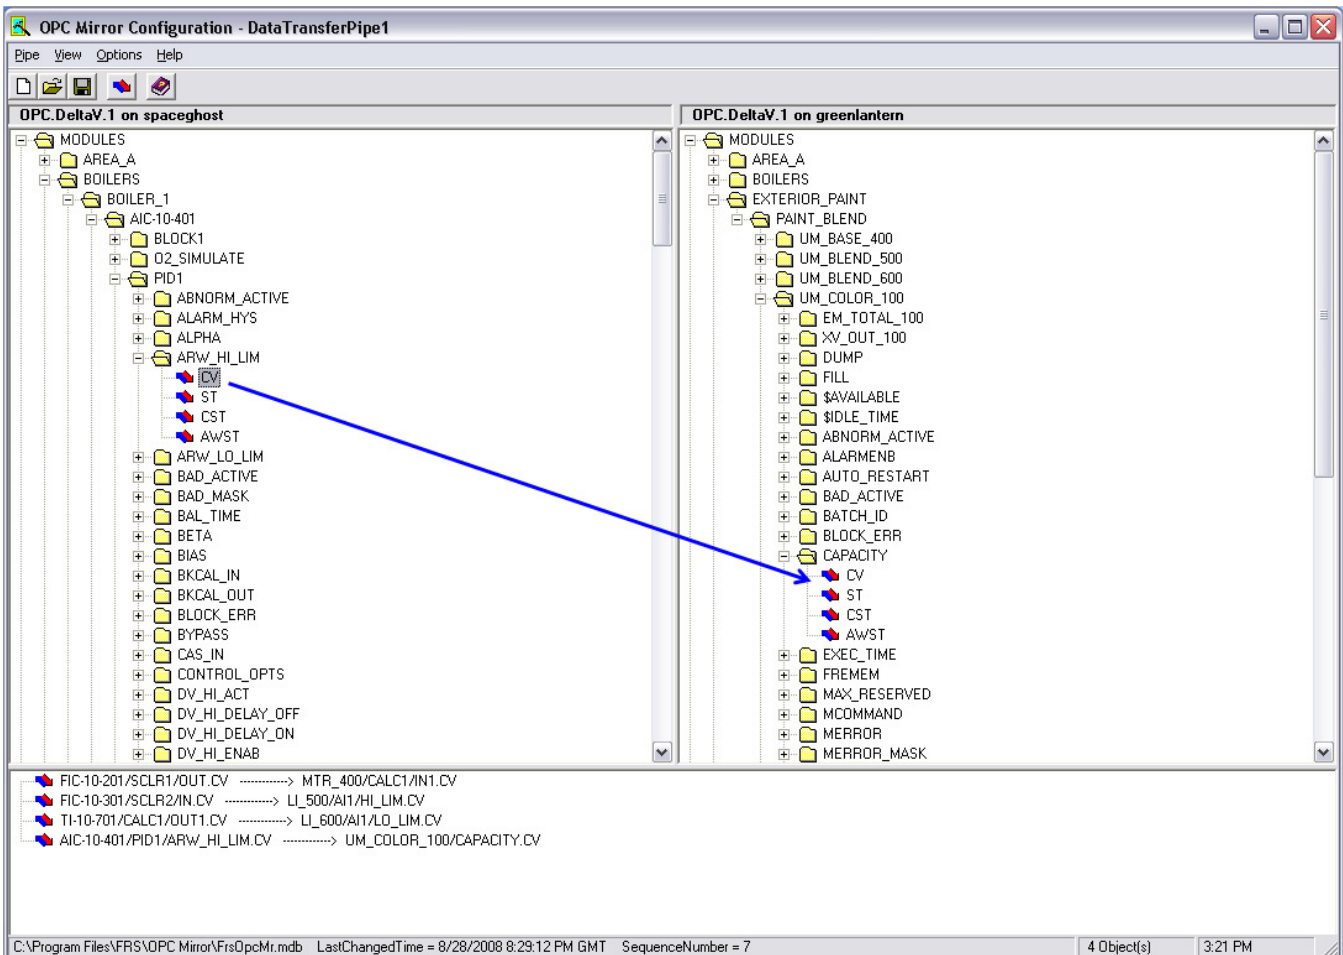 OPC Mirror Configuration - DataTransferPipe1
Pipe View Options Help
OPC.DeltaV.1 on spaceghost
MODULES
AREA_A
BOILERS
BOILER_1
AIC-10-401
BLOCK1
O2_SIMULATE
PID1
ABNORM_ACTIVE
ALARM_HYS
ALPHA
ARW_HI_LIM
CV
ST
CST
AWST
ARW_LO_LIM
BAD_ACTIVE
BAD_MASK
BAL_TIME
BETA
BIAS
BKCAL_IN
BKCAL_OUT
BLOCK_ERR
BYPASS
CAS_IN
CONTROL_OPTS
DV_HI_ACT
DV_HI_DELAY_OFF
DV_HI_DELAY_ON
DV_HI_ENAB
OPC.DeltaV.1 on greenlantern
MODULES
AREA_A
BOILERS
EXTERIOR_PAINT
PAINT_BLEND
UM_BASE_400
UM_BLEND_500
UM_BLEND_600
UM_COLOR_100
EM_TOTAL_100
XV_OUT_100
DUMP
FILL
$AVAILABLE
$IDLE_TIME
ABNORM_ACTIVE
ALARMENB
AUTO_RESTART
BAD_ACTIVE
BATCH_ID
BLOCK_ERR
CAPACITY
CV
ST
CST
AWST
EXEC_TIME
FREMEM
MAX_RESERVED
MCOMMAND
MERROR
MERROR_MASK
FIC-10-201/SCLR1/OUT.CV ------------> MTR_400/CALC1/IN1.CV
FIC-10-301/SCLR2/IN.CV ------------> LI_500/AI1/HI_LIM.CV
TI-10-701/CALC1/OUT1.CV ------------> LI_600/AI1/LO_LIM.CV
AIC-10-401/PID1/ARW_HI_LIM.CV ------------> UM_COLOR_100/CAPACITY.CV
C:\Program Files\FRS\OPC Mirror\FrsOpcMr.mdb LastChangedTime = 8/28/2008 8:29:12 PM GMT SequenceNumber = 7 4 Object(s) 3:21 PM